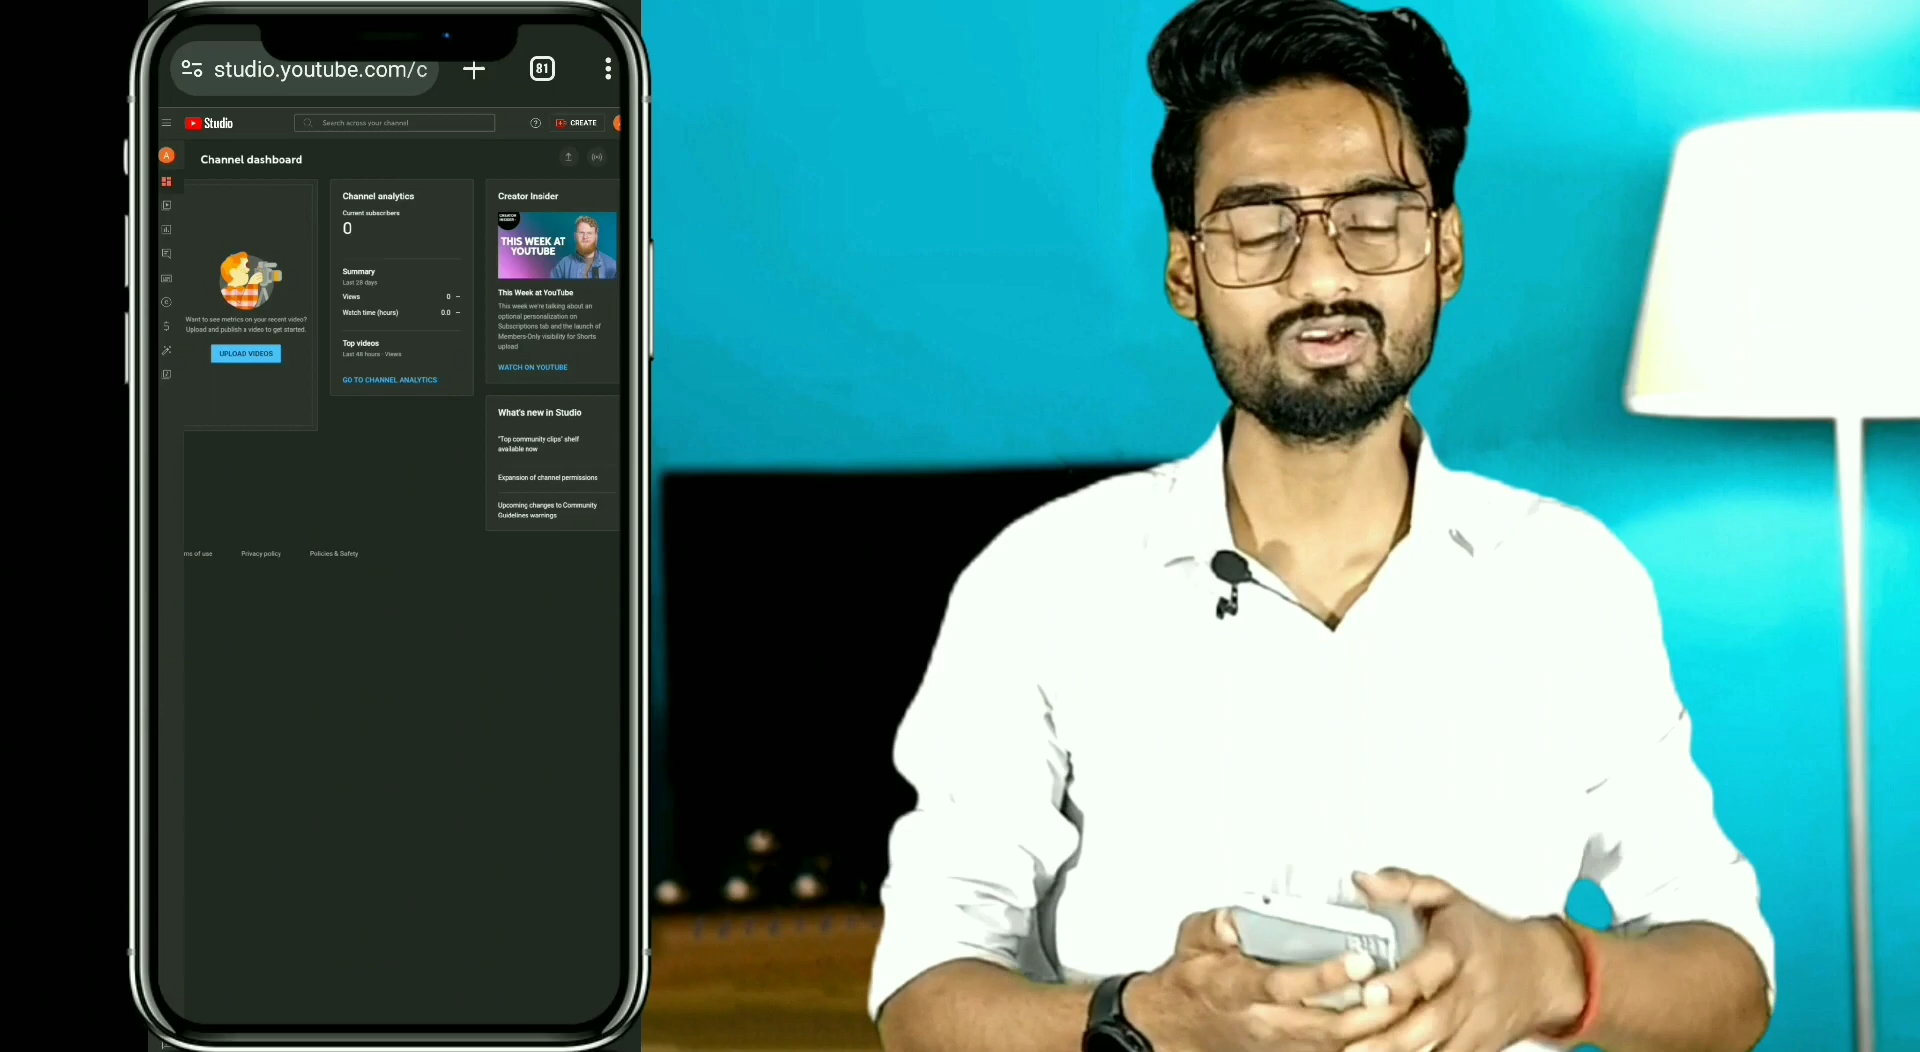 studio.youtube.com/c
81
Studio
Search across your channel
CREATE
A
Channel dashboard
Want to see metrics on your recent video?
Upload and publish a video to get started.
UPLOAD VIDEOS
Channel analytics
Current subscribers
0
Summary
Last 28 days
Views 0 –
Watch time (hours) 0.0 –
Top videos
Last 48 hours · Views
GO TO CHANNEL ANALYTICS
Creator Insider
CREATOR
INSIDER
THIS WEEK AT
YOUTUBE
This Week at YouTube
This week we're talking about an
optional personalization on
Subscriptions tab and the launch of
Members-Only visibility for Shorts
upload
WATCH ON YOUTUBE
What's new in Studio
"Top community clips" shelf
available now
Expansion of channel permissions
Upcoming changes to Community
Guidelines warnings
ms of use Privacy policy Policies & Safety